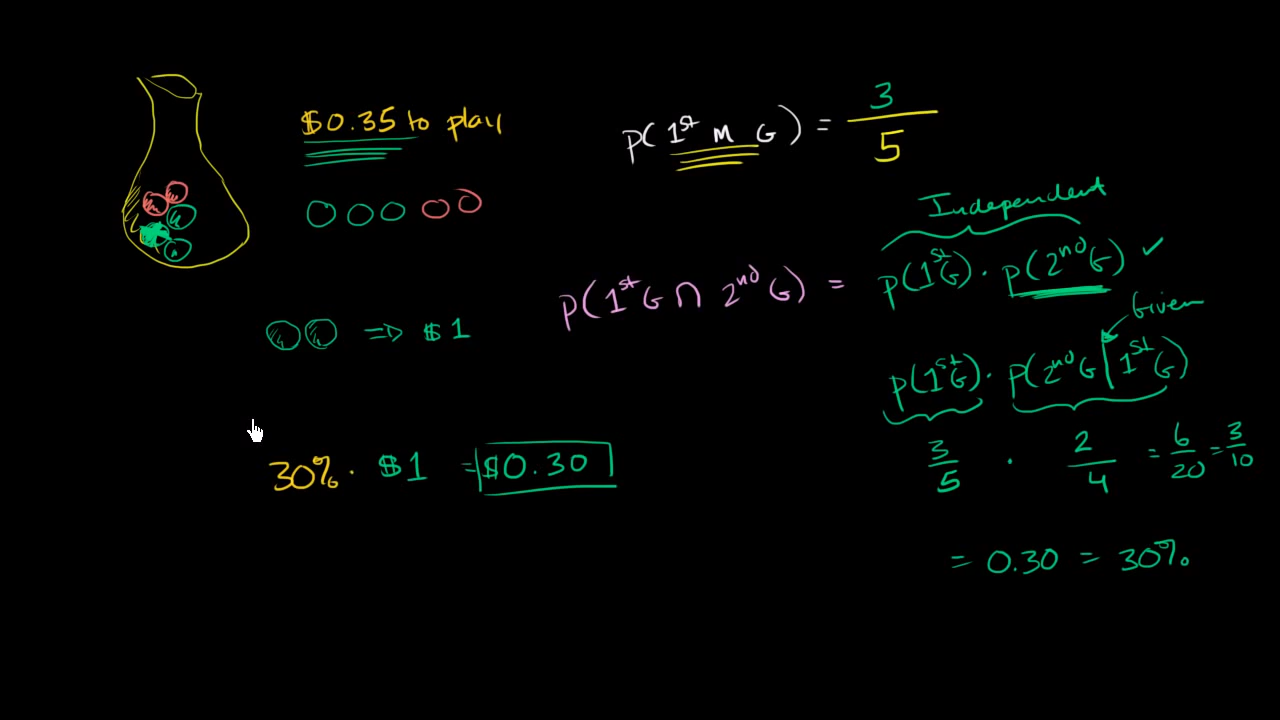 $0.35 to play
P(1st M G) = 3/5
Independent
P(1st G ∩ 2nd G) = P(1st G) · P(2nd G) ✓
Given
⇒ $1
P(1st G) · P(2nd G | 1st G)
3/5 · 2/4 = 6/20 = 3/10
30% · $1 = $0.30
= 0.30 = 30%